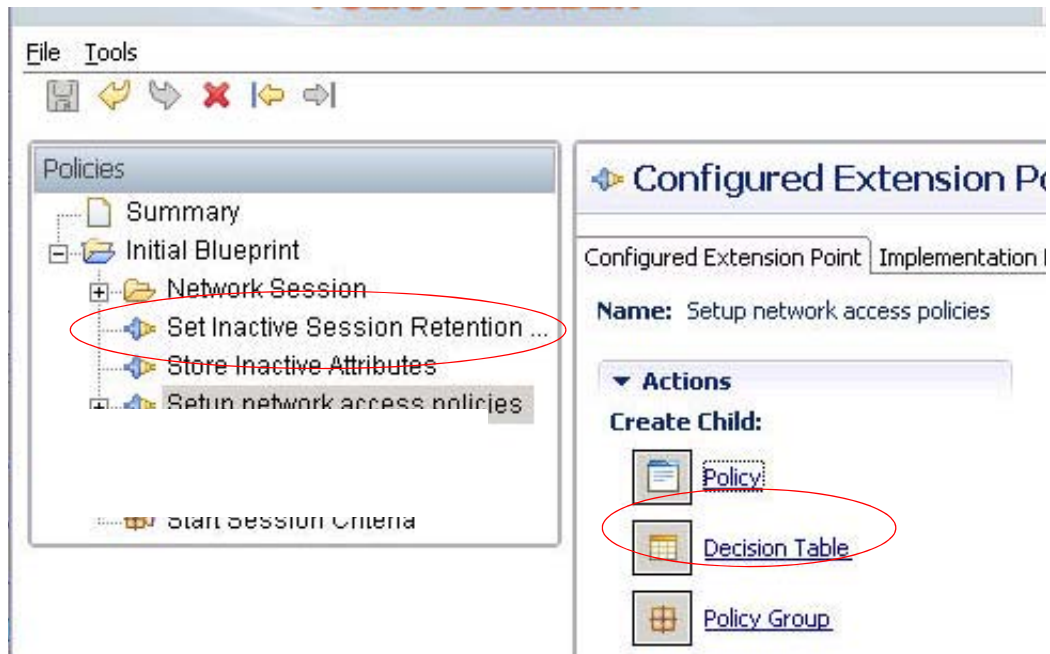 File Tools
Policies
Summary
Initial Blueprint
Network Session
Set Inactive Session Retention ...
Store Inactive Attributes
Setup network access policies
Start Session Criteria
Configured Extension
Configured Extension Point Implementation
Name: Setup network access policies
Actions
Create Child:
Policy
Decision Table
Policy Group